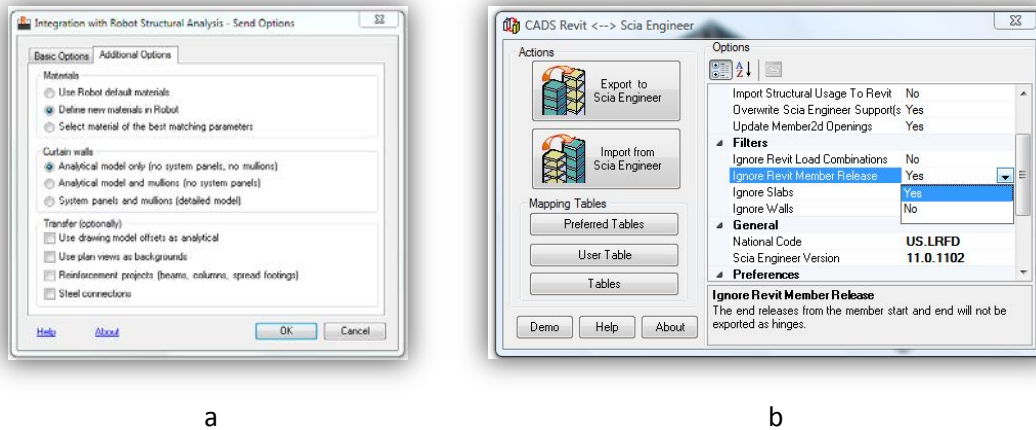 Integration with Robot Structural Analysis - Send Options
Basic Options Additional Options
Materials
Use Robot default materials
Define new materials in Robot
Select material of the best matching parameters
Curtain walls
Analytical model only (no system panels, no mullions)
Analytical model and mullions (no system panels)
System panels and mullions (detailed model)
Transfer (optionally)
Use drawing model offsets as analytical
Use plan views as backgrounds
Reinforcement projects (beams, columns, spread footings)
Steel connections
Help About OK Cancel
a
CADS Revit <--> Scia Engineer
Actions
Export to
Scia Engineer
Import from
Scia Engineer
Mapping Tables
Preferred Tables
User Table
Tables
Demo Help About
Options
Import Structural Usage To Revit No
Overwrite Scia Engineer Support(s Yes
Update Member2d Openings Yes
Filters
Ignore Revit Load Combinations No
Ignore Revit Member Release Yes
Ignore Slabs Yes
Ignore Walls No
General
National Code US.LRFD
Scia Engineer Version 11.0.1102
Preferences
Ignore Revit Member Release
The end releases from the member start and end will not be
exported as hinges.
b